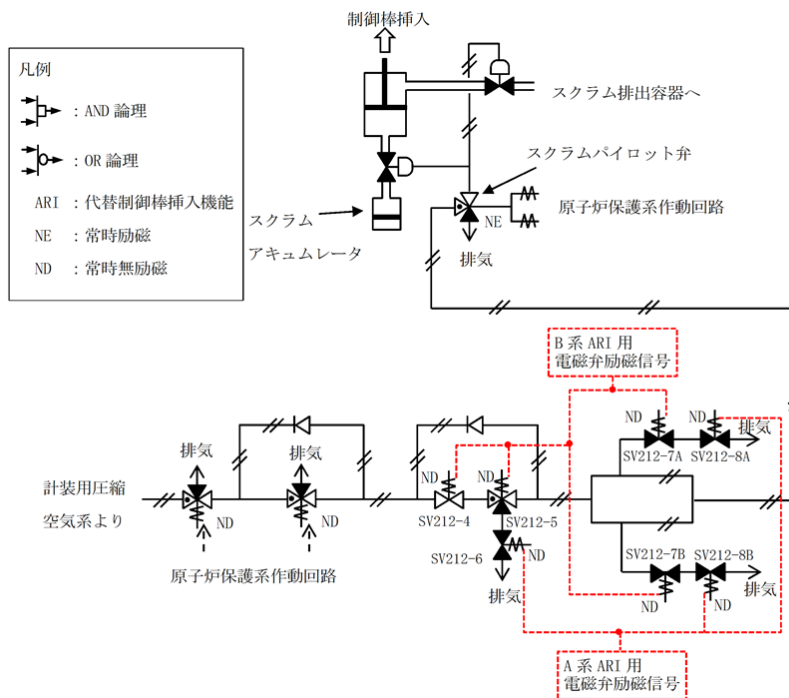 制御棒挿入
凡例
: AND 論理
: OR 論理
ARI : 代替制御棒挿入機能
NE : 常時励磁
ND : 常時無励磁
スクラム排出容器へ
スクラムパイロット弁
NE
原子炉保護系作動回路
排気
スクラム
アキュムレータ
B 系 ARI 用
電磁弁励磁信号
排気
排気
ND
ND
計装用圧縮
空気系より
原子炉保護系作動回路
ND
ND
SV212-4
SV212-5
SV212-6
ND
排気
ND
ND
排気
SV212-7A
SV212-8A
SV212-7B
SV212-8B
ND
ND
排気
A 系 ARI 用
電磁弁励磁信号